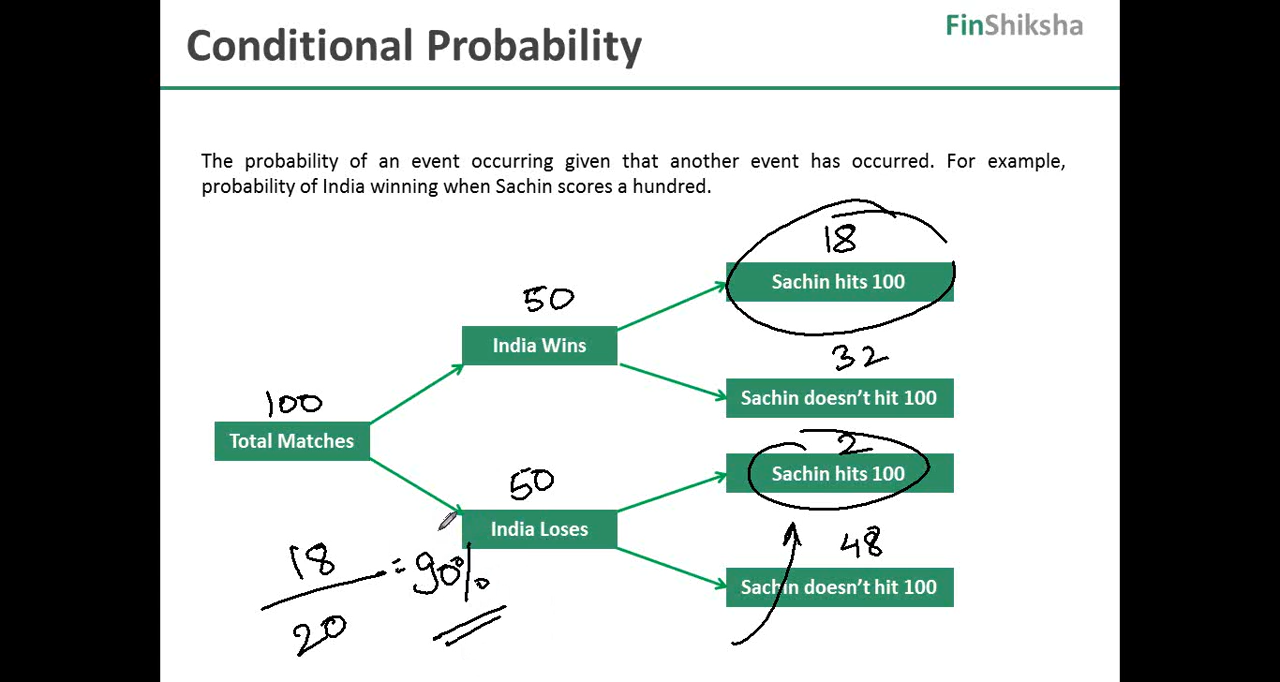 Conditional Probability
FinShiksha
The probability of an event occurring given that another event has occurred. For example,
probability of India winning when Sachin scores a hundred.
18
Sachin hits 100
50
India Wins
32
Sachin doesn't hit 100
100
Total Matches
2
Sachin hits 100
50
India Loses
48
Sachin doesn't hit 100
18
= 90%
20